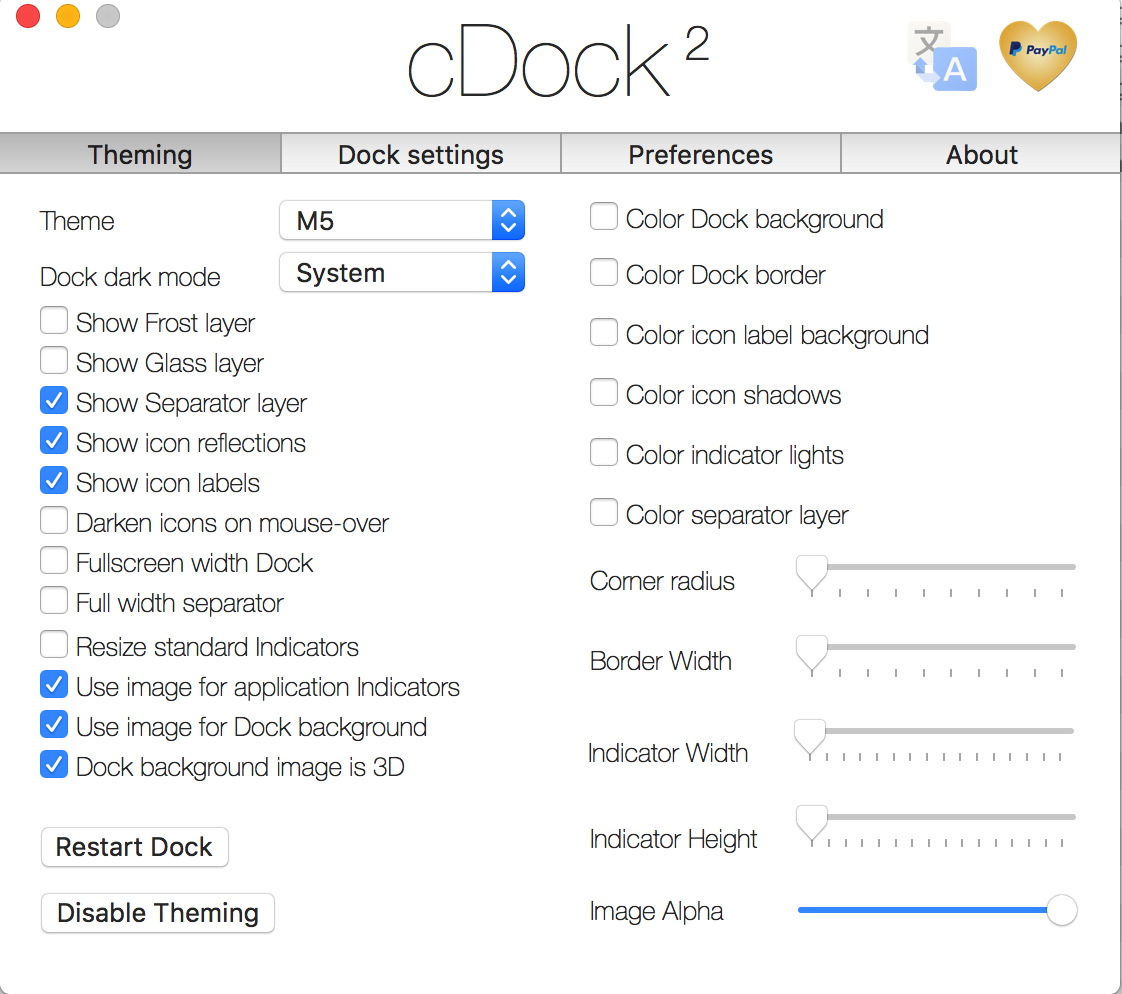 cDock 2
文
A
PayPal
Theming
Dock settings
Preferences
About
Theme
M5
Dock dark mode
System
Show Frost layer
Show Glass layer
Show Separator layer
Show icon reflections
Show icon labels
Darken icons on mouse-over
Fullscreen width Dock
Full width separator
Resize standard Indicators
Use image for application Indicators
Use image for Dock background
Dock background image is 3D
Restart Dock
Disable Theming
Color Dock background
Color Dock border
Color icon label background
Color icon shadows
Color indicator lights
Color separator layer
Corner radius
Border Width
Indicator Width
Indicator Height
Image Alpha